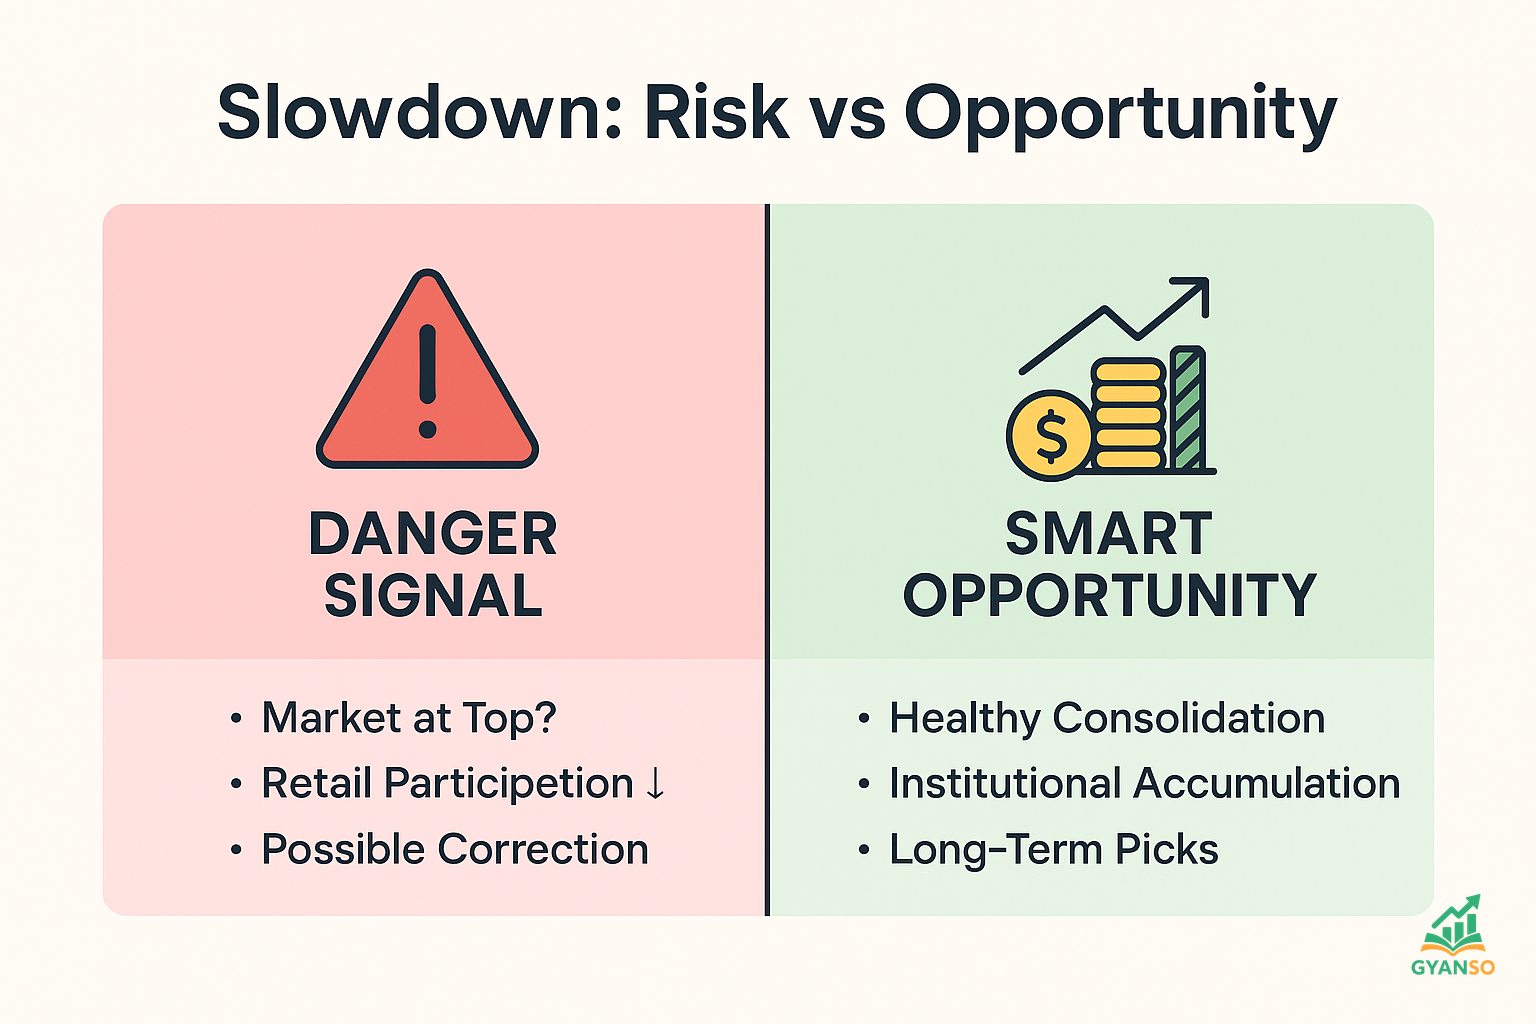 Slowdown: Risk vs Opportunity
DANGER
SIGNAL
• Market at Top?
• Retail Participetion ↓
• Possible Correction
$
SMART
OPPORTUNITY
• Healthy Consolidation
• Institutional Accumulation
• Long-Term Picks
GYANSO